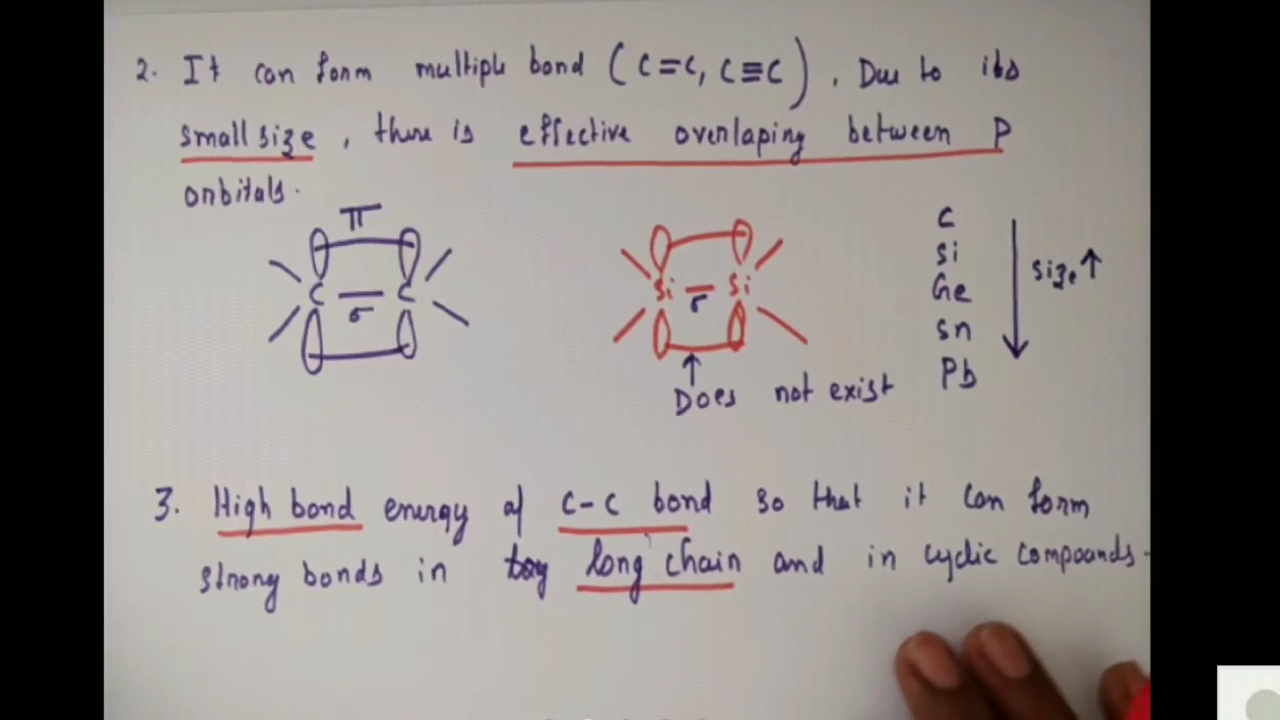 2. It can form multiple bond (C=C, C≡C). Due to its
small size, there is effective overlaping between P
orbitals.
π
C — C
σ
Si — Si
σ
Does not exist
C
Si
Ge
Sn
Pb
Size ↑
3. High bond energy of C-C bond so that it can form
strong bonds in long chain and in cyclic compounds.